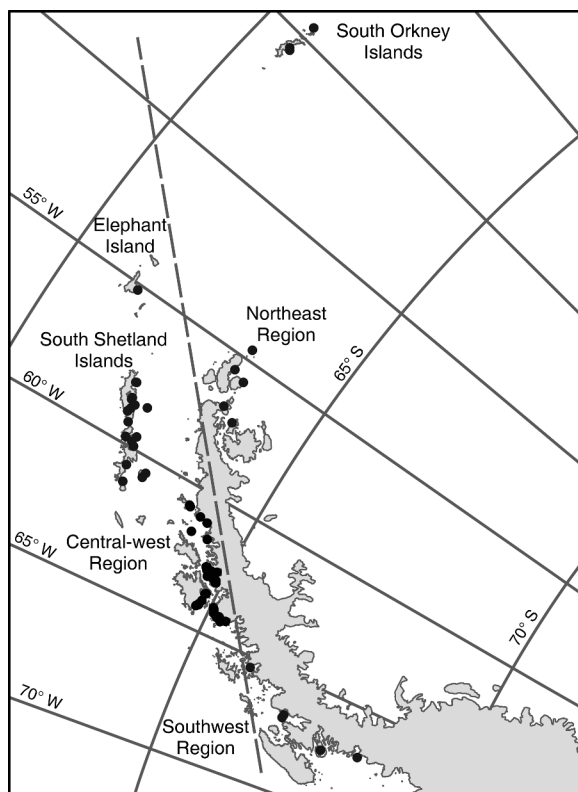 South Orkney
Islands
55° W
Elephant
Island
Northeast
Region
South Shetland
Islands
65° S
60° W
Central-west
Region
65° W
70° S
70° W
Southwest
Region